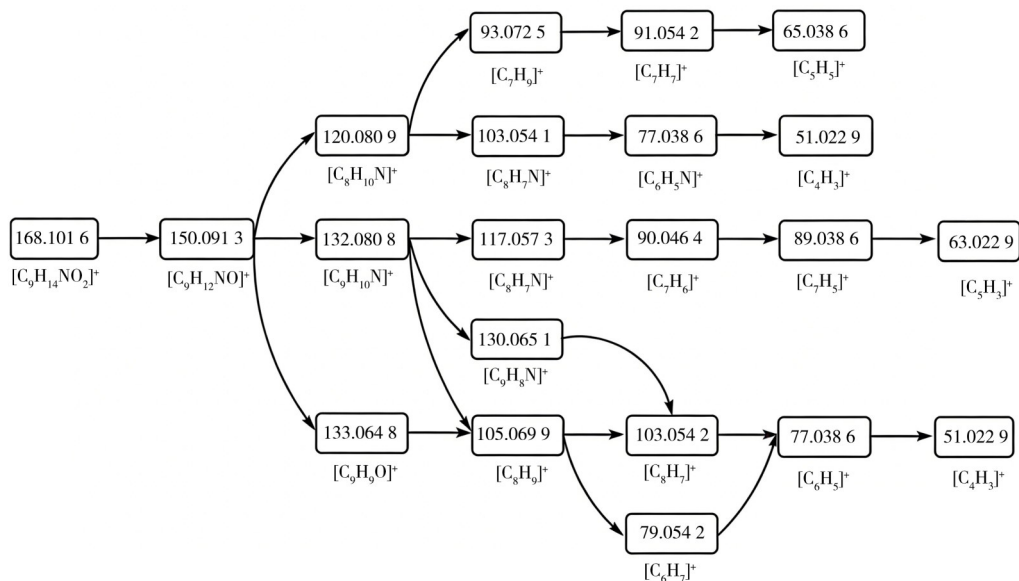 93.072 5
91.054 2
65.038 6
[C₇H₉]⁺
[C₇H₇]⁺
[C₅H₅]⁺
120.080 9
103.054 1
77.038 6
51.022 9
[C₈H₁₀N]⁺
[C₈H₇N]⁺
[C₆H₅N]⁺
[C₄H₃]⁺
168.101 6
150.091 3
132.080 8
117.057 3
90.046 4
89.038 6
63.022 9
[C₉H₁₄NO₂]⁺
[C₉H₁₂NO]⁺
[C₉H₁₀N]⁺
[C₈H₇N]⁺
[C₇H₆]⁺
[C₇H₅]⁺
[C₅H₃]⁺
130.065 1
[C₉H₈N]⁺
133.064 8
105.069 9
103.054 2
77.038 6
51.022 9
[C₉H₉O]⁺
[C₈H₉]⁺
[C₈H₇]⁺
[C₆H₅]⁺
[C₄H₃]⁺
79.054 2
[C₆H₇]⁺